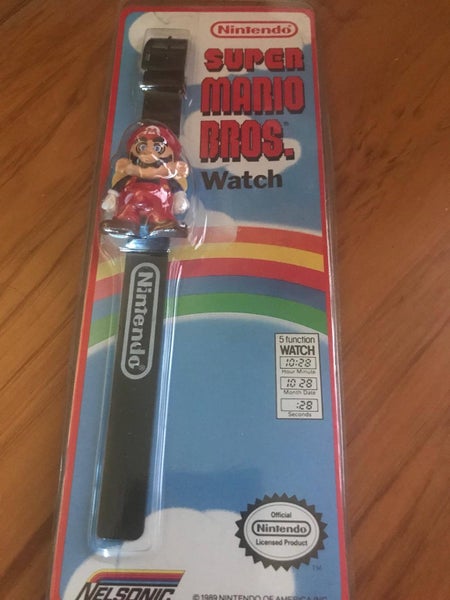 Nintendo®
SUPER
MARIO
BROS.
Watch
Nintendo®
5 function
WATCH
10:28
Hour Minute
10 28
Month Date
:28
Seconds
Official
Nintendo
Licensed Product
TM
NELSONIC
©1989 NINTENDO OF AMERICA INC